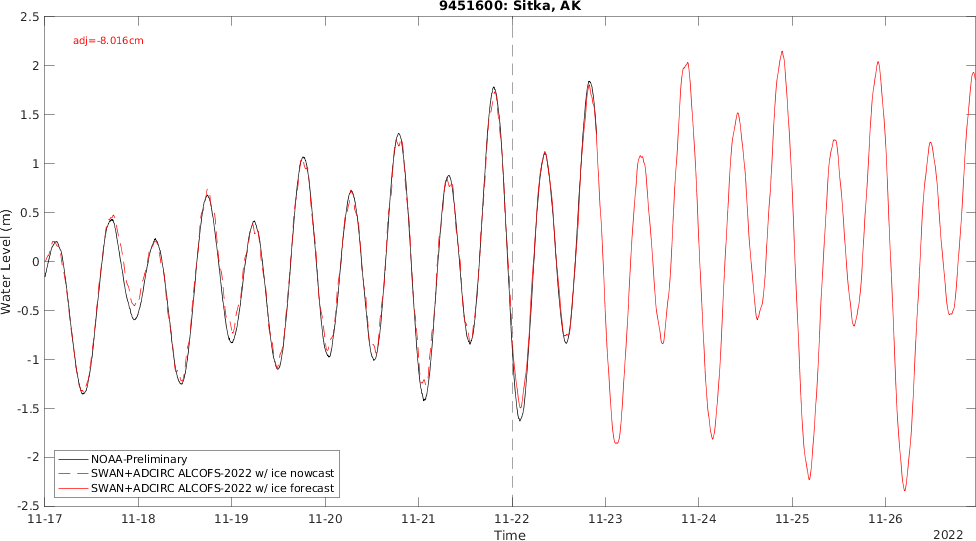 9451600: Sitka, AK
adj=-8.016cm
2.5
2
1.5
1
0.5
0
-0.5
-1
-1.5
-2
-2.5
Water Level (m)
NOAA-Preliminary
SWAN+ADCIRC ALCOFS-2022 w/ ice nowcast
SWAN+ADCIRC ALCOFS-2022 w/ ice forecast
11-17 11-18 11-19 11-20 11-21 11-22 11-23 11-24 11-25 11-26
Time
2022